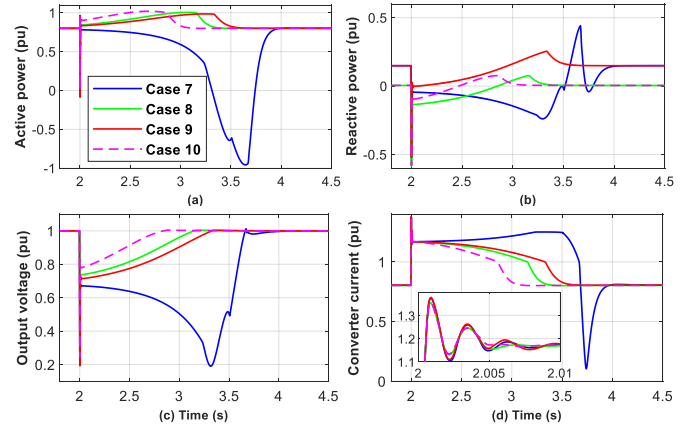 Active power (pu)
1
0.5
0
-0.5
-1
Case 7
Case 8
Case 9
Case 10
2 2.5 3 3.5 4 4.5
(a)
Reactive power (pu)
0.5
0
-0.5
2 2.5 3 3.5 4 4.5
(b)
Output voltage (pu)
1
0.8
0.6
0.4
0.2
2 2.5 3 3.5 4 4.5
(c) Time (s)
Converter current (pu)
1
0.5
0
1.3
1.2
1.1
2 2.005 2.01
2 2.5 3 3.5 4 4.5
(d) Time (s)